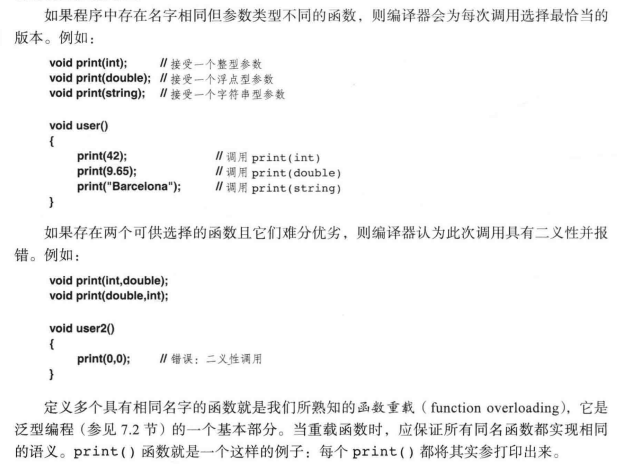 如果程序中存在名字相同但参数类型不同的函数，则编译器会为每次调用选择最恰当的
版本。例如：
void print(int); // 接受一个整型参数
void print(double); // 接受一个浮点型参数
void print(string); // 接受一个字符串型参数
void user()
{
print(42); // 调用 print(int)
print(9.65); // 调用 print(double)
print("Barcelona"); // 调用 print(string)
}
如果存在两个可供选择的函数且它们难分优劣，则编译器认为此次调用具有二义性并报
错。例如：
void print(int,double);
void print(double,int);
void user2()
{
print(0,0); // 错误：二义性调用
}
定义多个具有相同名字的函数就是我们所熟知的函数重载（function overloading），它是
泛型编程（参见 7.2 节）的一个基本部分。当重载函数时，应保证所有同名函数都实现相同
的语义。print() 函数就是一个这样的例子：每个 print() 都将其实参打印出来。